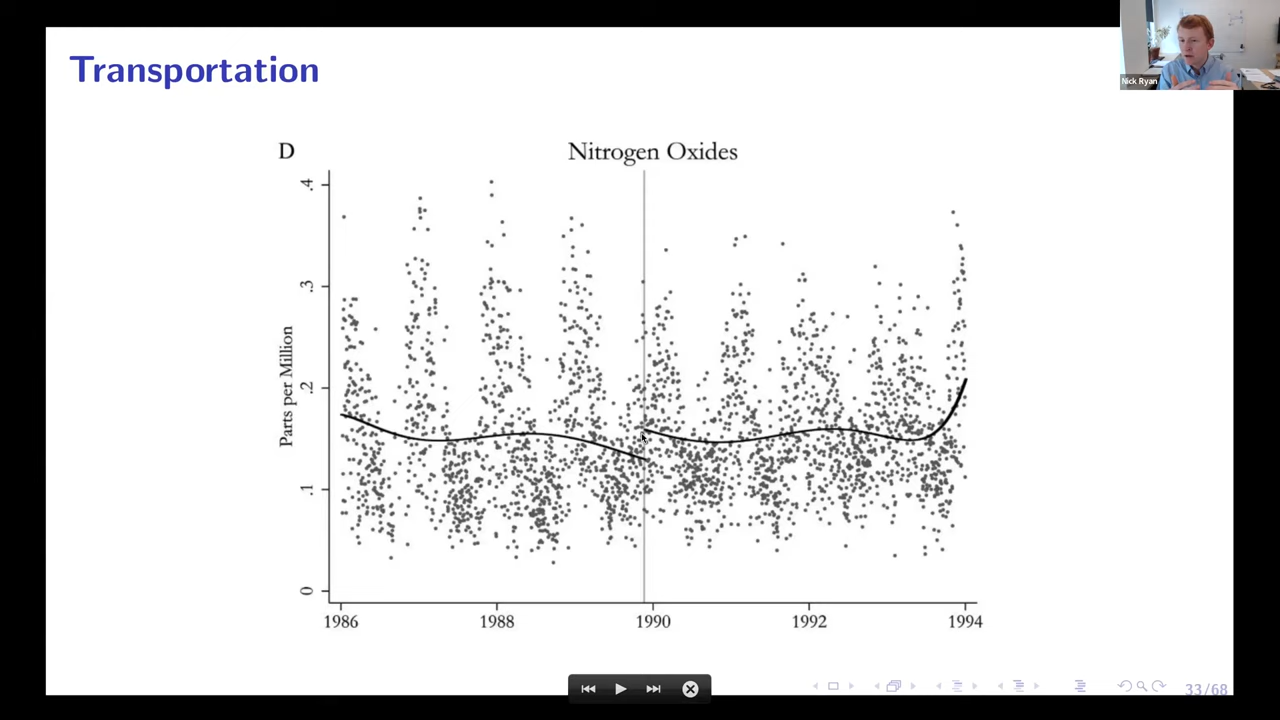 Transportation
Nick Ryan
D
Nitrogen Oxides
Parts per Million
.4
.3
.2
.1
0
1986
1988
1990
1992
1994
33/68